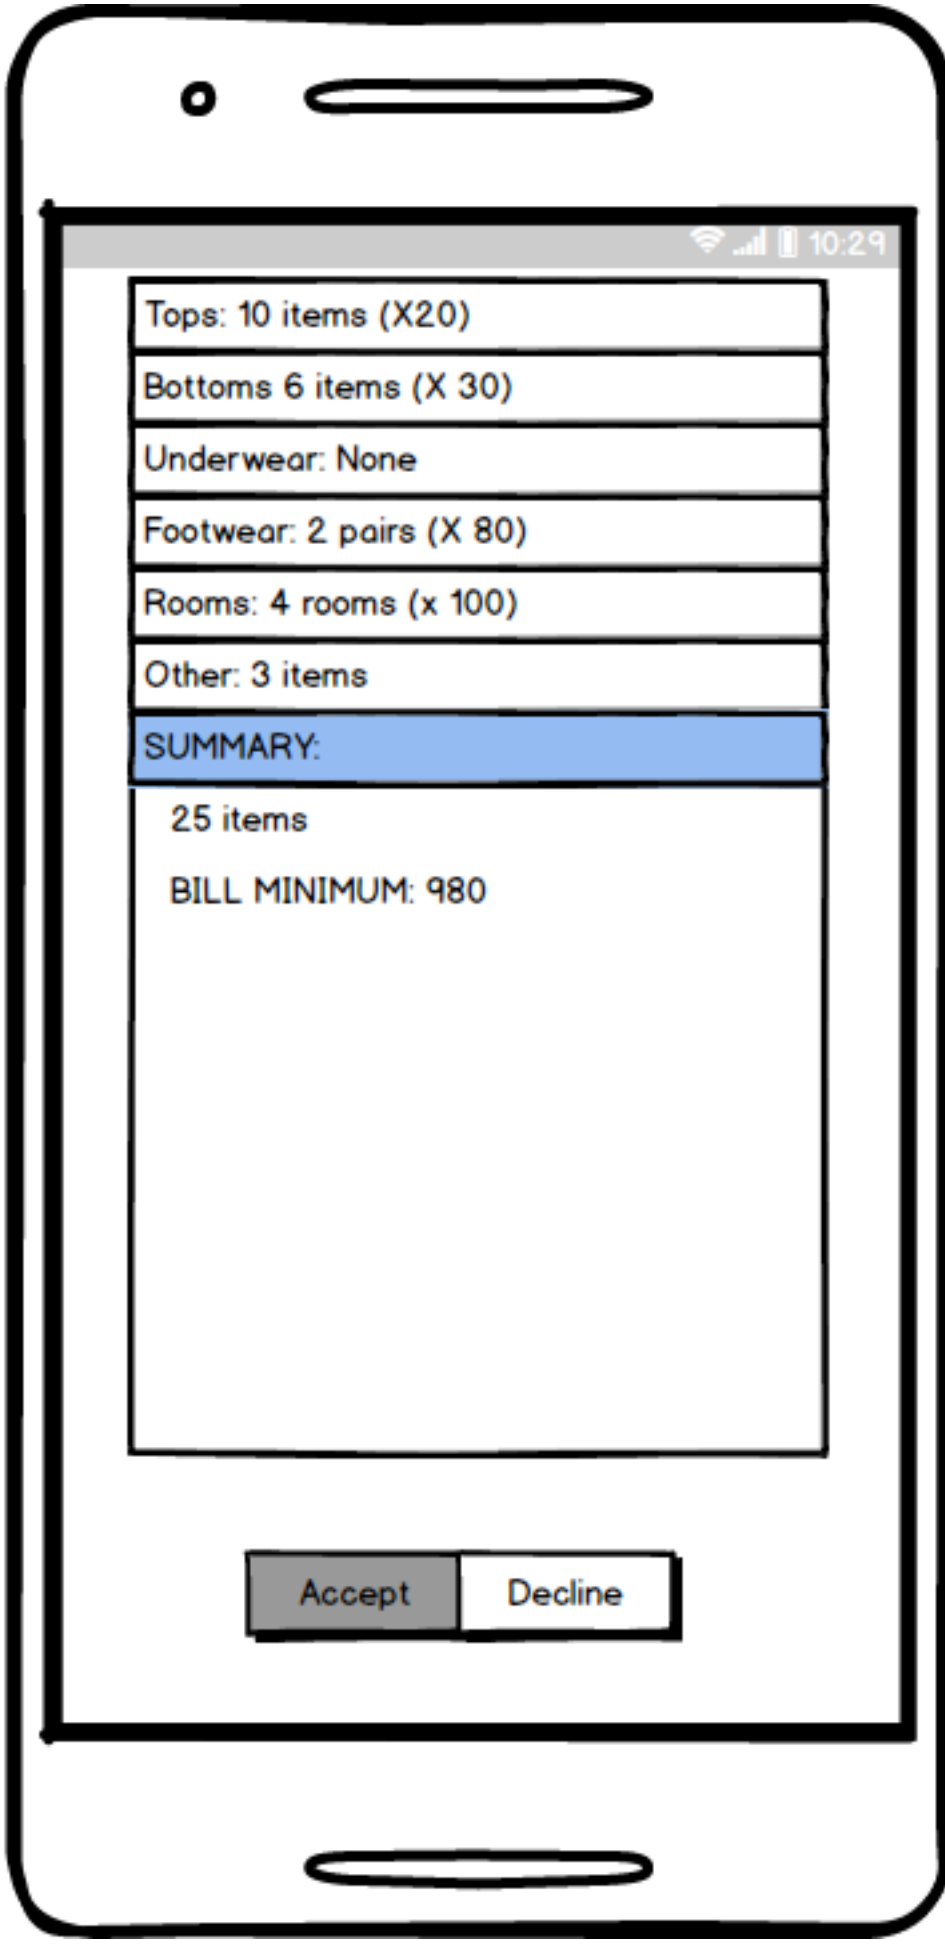 10:29
Tops: 10 items (X20)
Bottoms 6 items (X 30)
Underwear: None
Footwear: 2 pairs (X 80)
Rooms: 4 rooms (x 100)
Other: 3 items
SUMMARY:
25 items
BILL MINIMUM: 980
Accept Decline